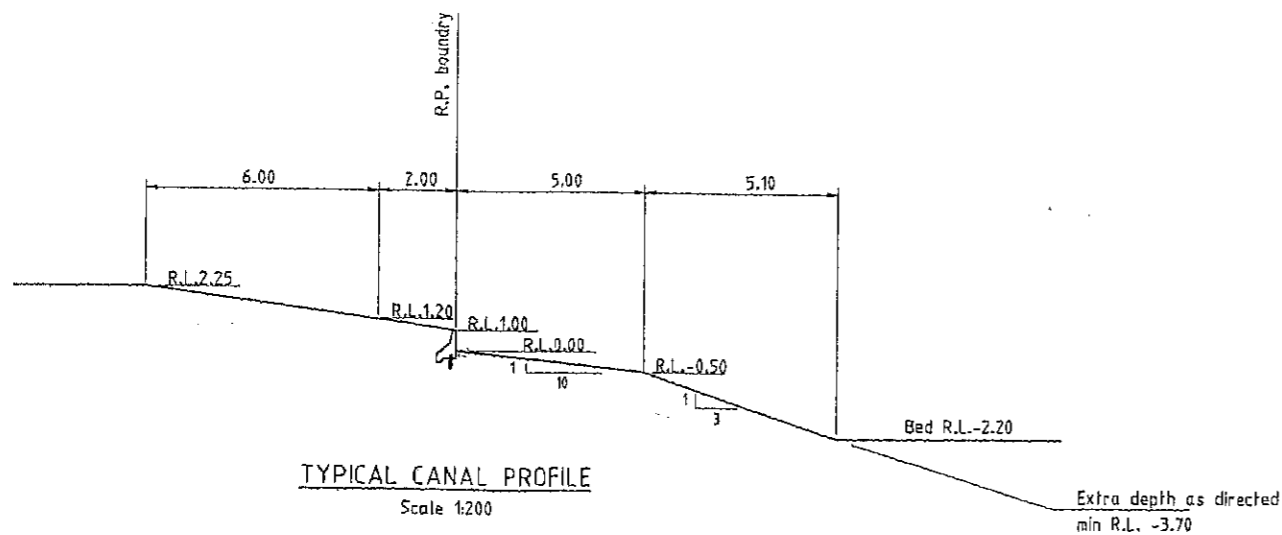 R.P. boundry
6.00
2.00
5.00
5.10
R.L.2.25
R.L.1.20
R.L.1.00
R.L.0.00
R.L.-0.50
1
10
1
3
Bed R.L.-2.20
TYPICAL CANAL PROFILE
Scale 1:200
Extra depth as directed
min R.L. -3.70